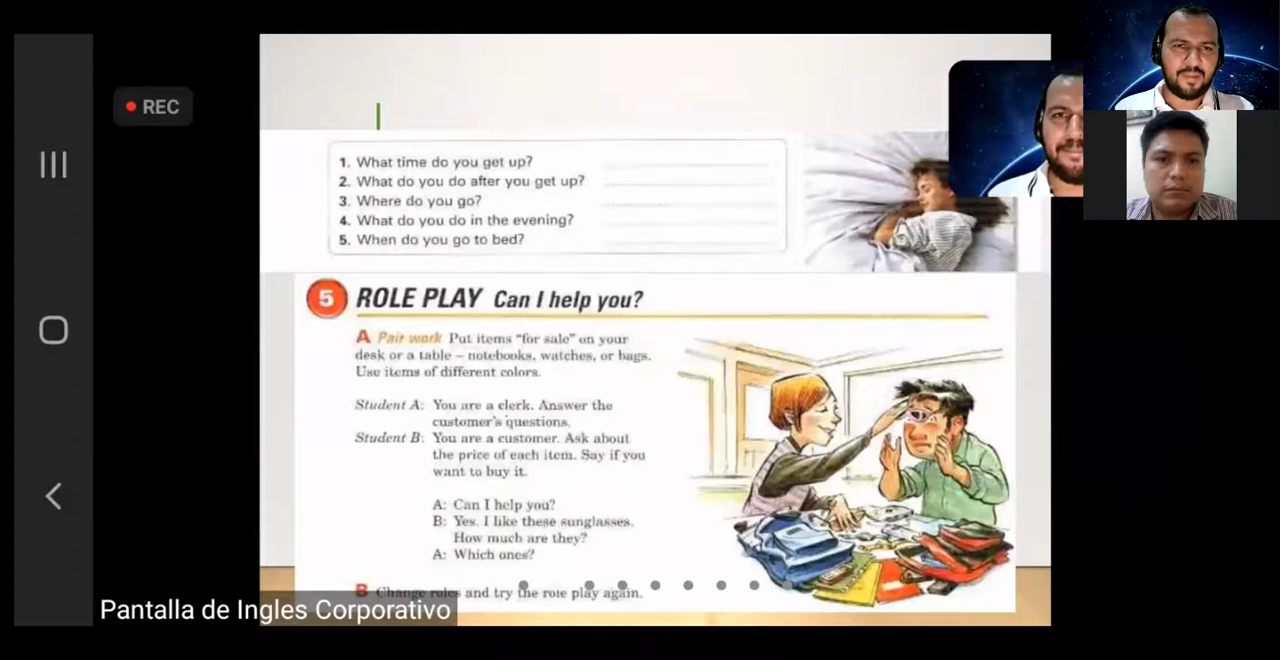 REC
1. What time do you get up?
2. What do you do after you get up?
3. Where do you go?
4. What do you do in the evening?
5. When do you go to bed?
5 ROLE PLAY Can I help you?
A Pair work Put items "for sale" on your
desk or a table – notebooks, watches, or bags.
Use items of different colors.
Student A: You are a clerk. Answer the
customer's questions.
Student B: You are a customer. Ask about
the price of each item. Say if you
want to buy it.
A: Can I help you?
B: Yes. I like these sunglasses.
How much are they?
A: Which ones?
B Change roles and try the role play again.
Pantalla de Ingles Corporativo